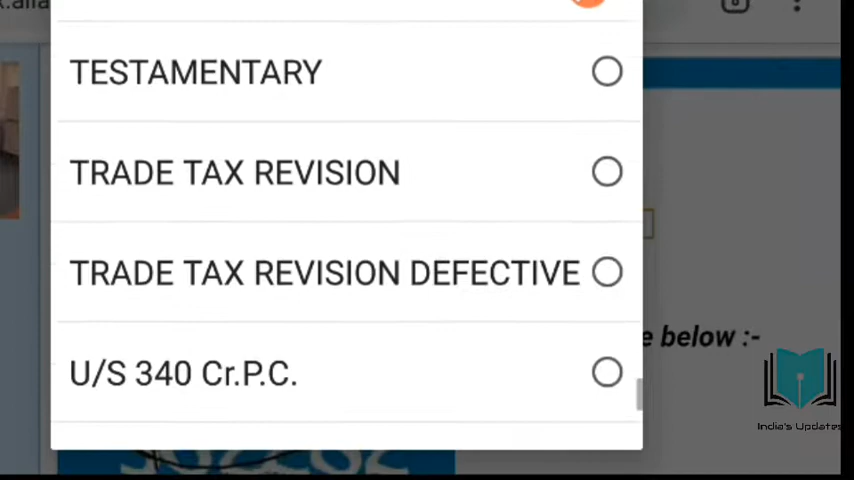 TESTAMENTARY
TRADE TAX REVISION
TRADE TAX REVISION DEFECTIVE
U/S 340 Cr.P.C.
e below :-
India's Updates